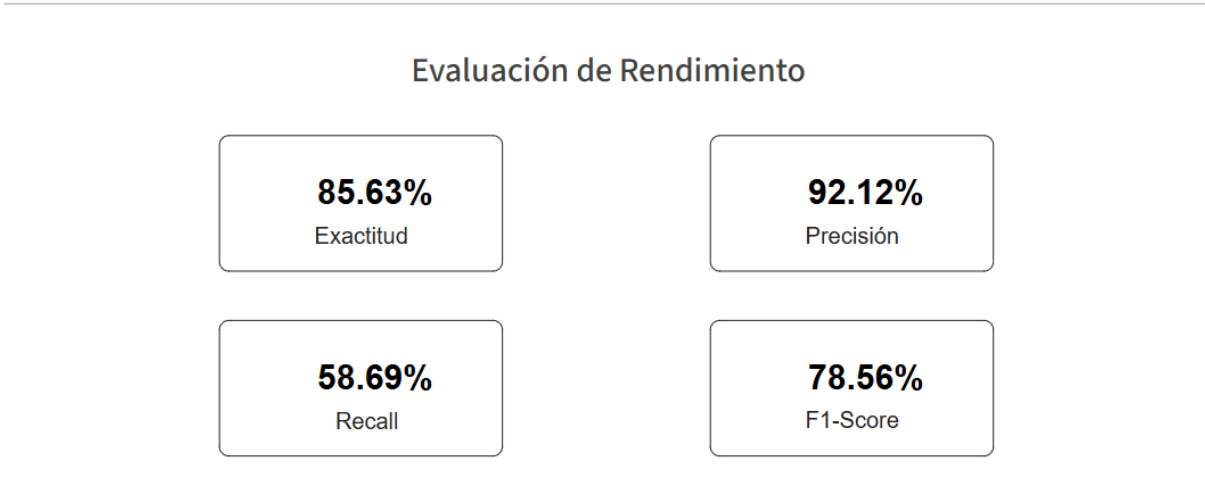 Evaluación de Rendimiento
85.63%
Exactitud
92.12%
Precisión
58.69%
Recall
78.56%
F1-Score